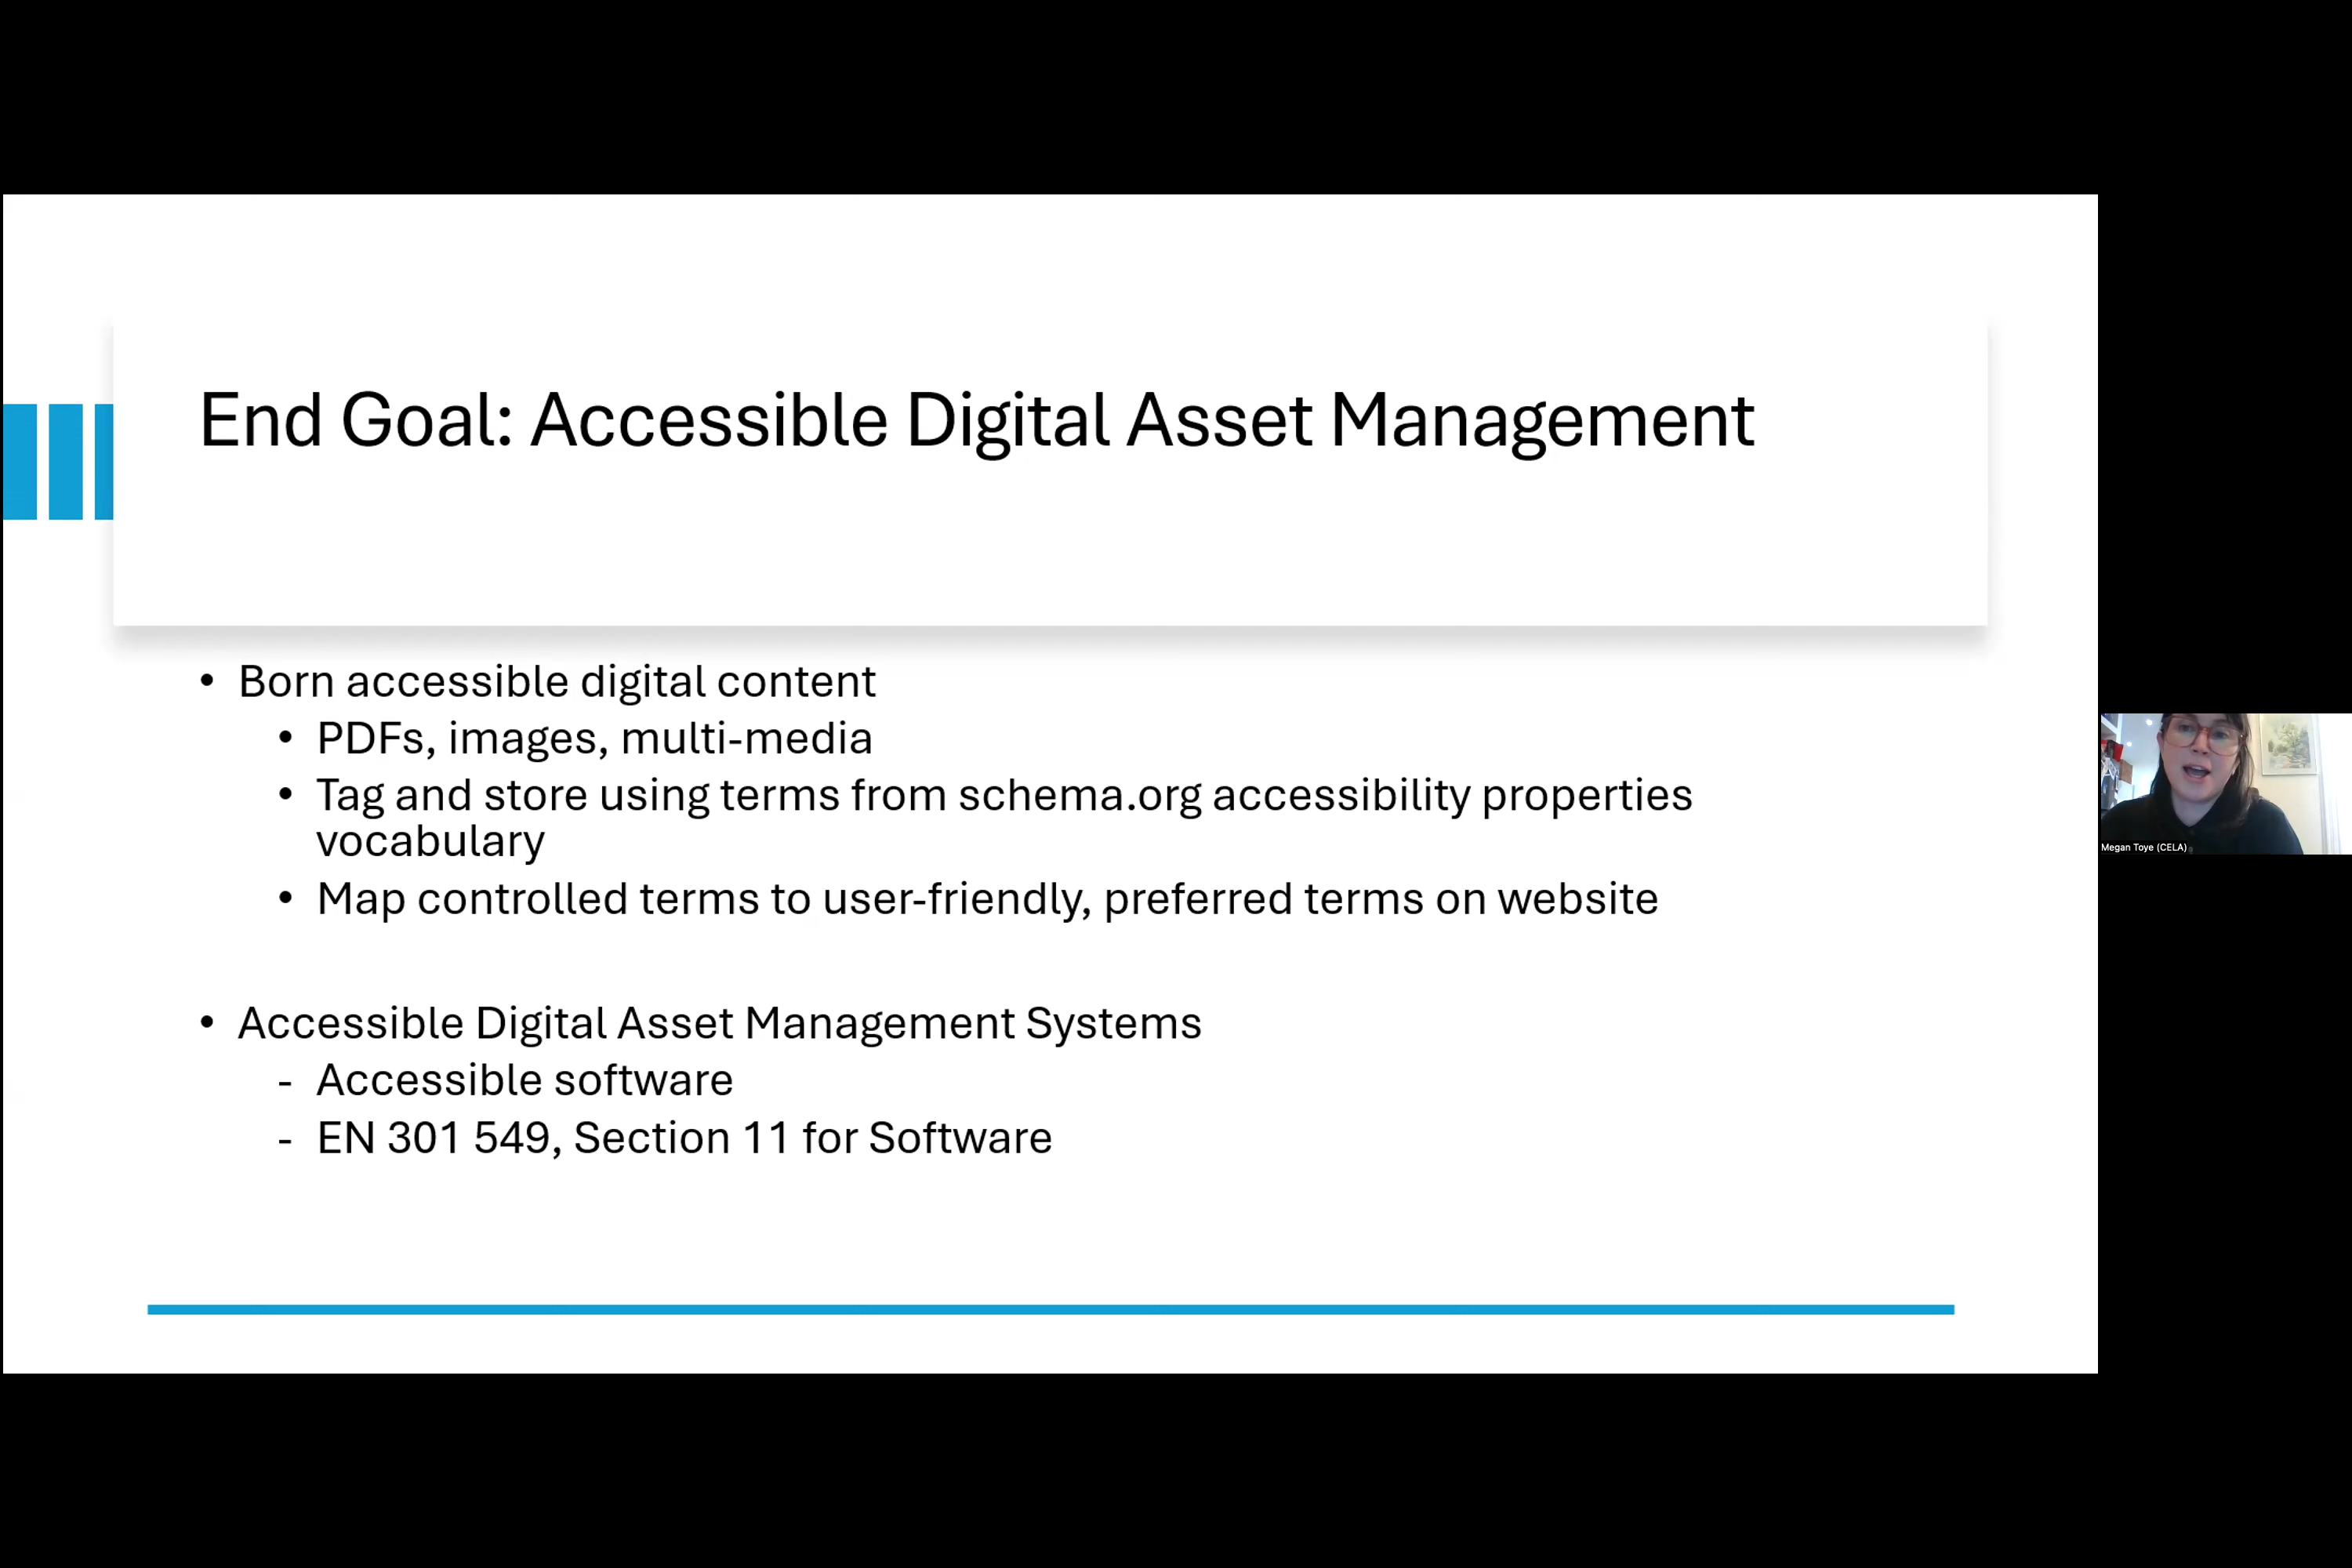 End Goal: Accessible Digital Asset Management
• Born accessible digital content
• PDFs, images, multi-media
• Tag and store using terms from schema.org accessibility properties
vocabulary
• Map controlled terms to user-friendly, preferred terms on website
• Accessible Digital Asset Management Systems
- Accessible software
- EN 301 549, Section 11 for Software
Megan Toye (CELA)